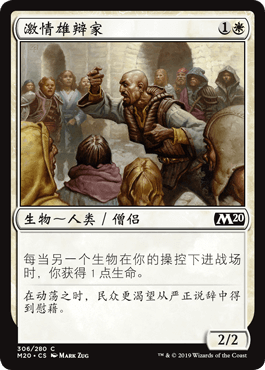 激情雄辩家 1
生物～人类／僧侣 M20
每当另一个生物在你的操控下进战场
时，你获得1点生命。
在动荡之时，民众更渴望从严正说辞中得
到慰藉。
2/2
306/280 C
M20 • CS MARK ZUG
™ & © 2019 Wizards of the Coast